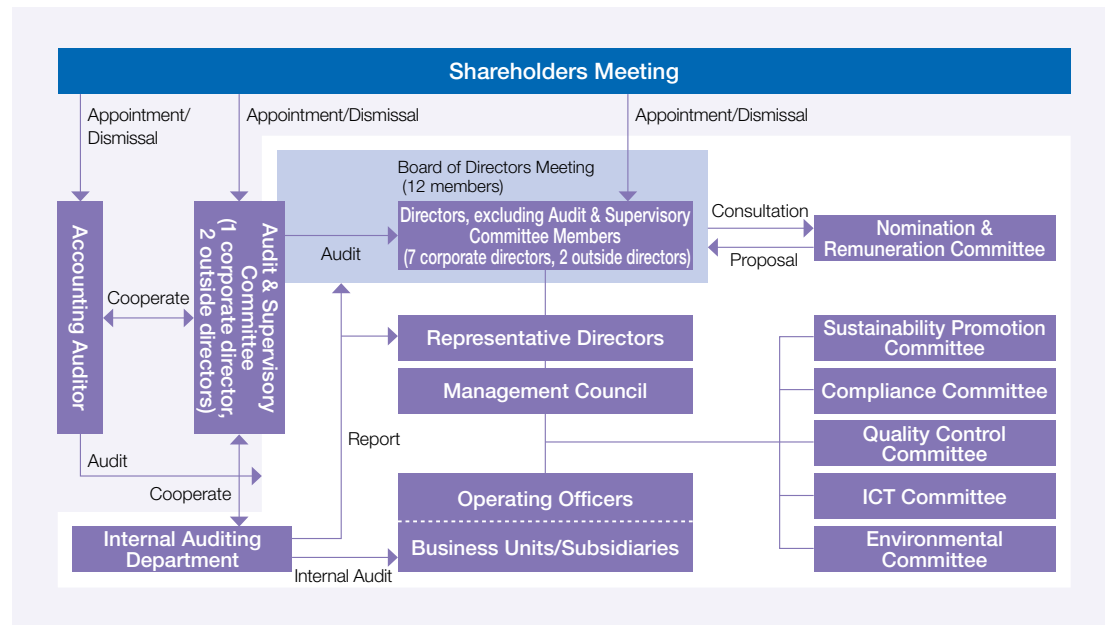 Shareholders Meeting
Appointment/
Dismissal
Appointment/Dismissal
Appointment/Dismissal
Board of Directors Meeting
(12 members)
Directors, excluding Audit & Supervisory
Committee Members
(7 corporate directors, 2 outside directors)
Consultation
Proposal
Nomination &
Remuneration Committee
Accounting Auditor
Cooperate
Audit & Supervisory
Committee
(1 corporate director,
2 outside directors)
Audit
Representative Directors
Management Council
Sustainability Promotion
Committee
Compliance Committee
Quality Control
Committee
ICT Committee
Environmental
Committee
Report
Audit
Cooperate
Operating Officers
Business Units/Subsidiaries
Internal Auditing
Department
Internal Audit